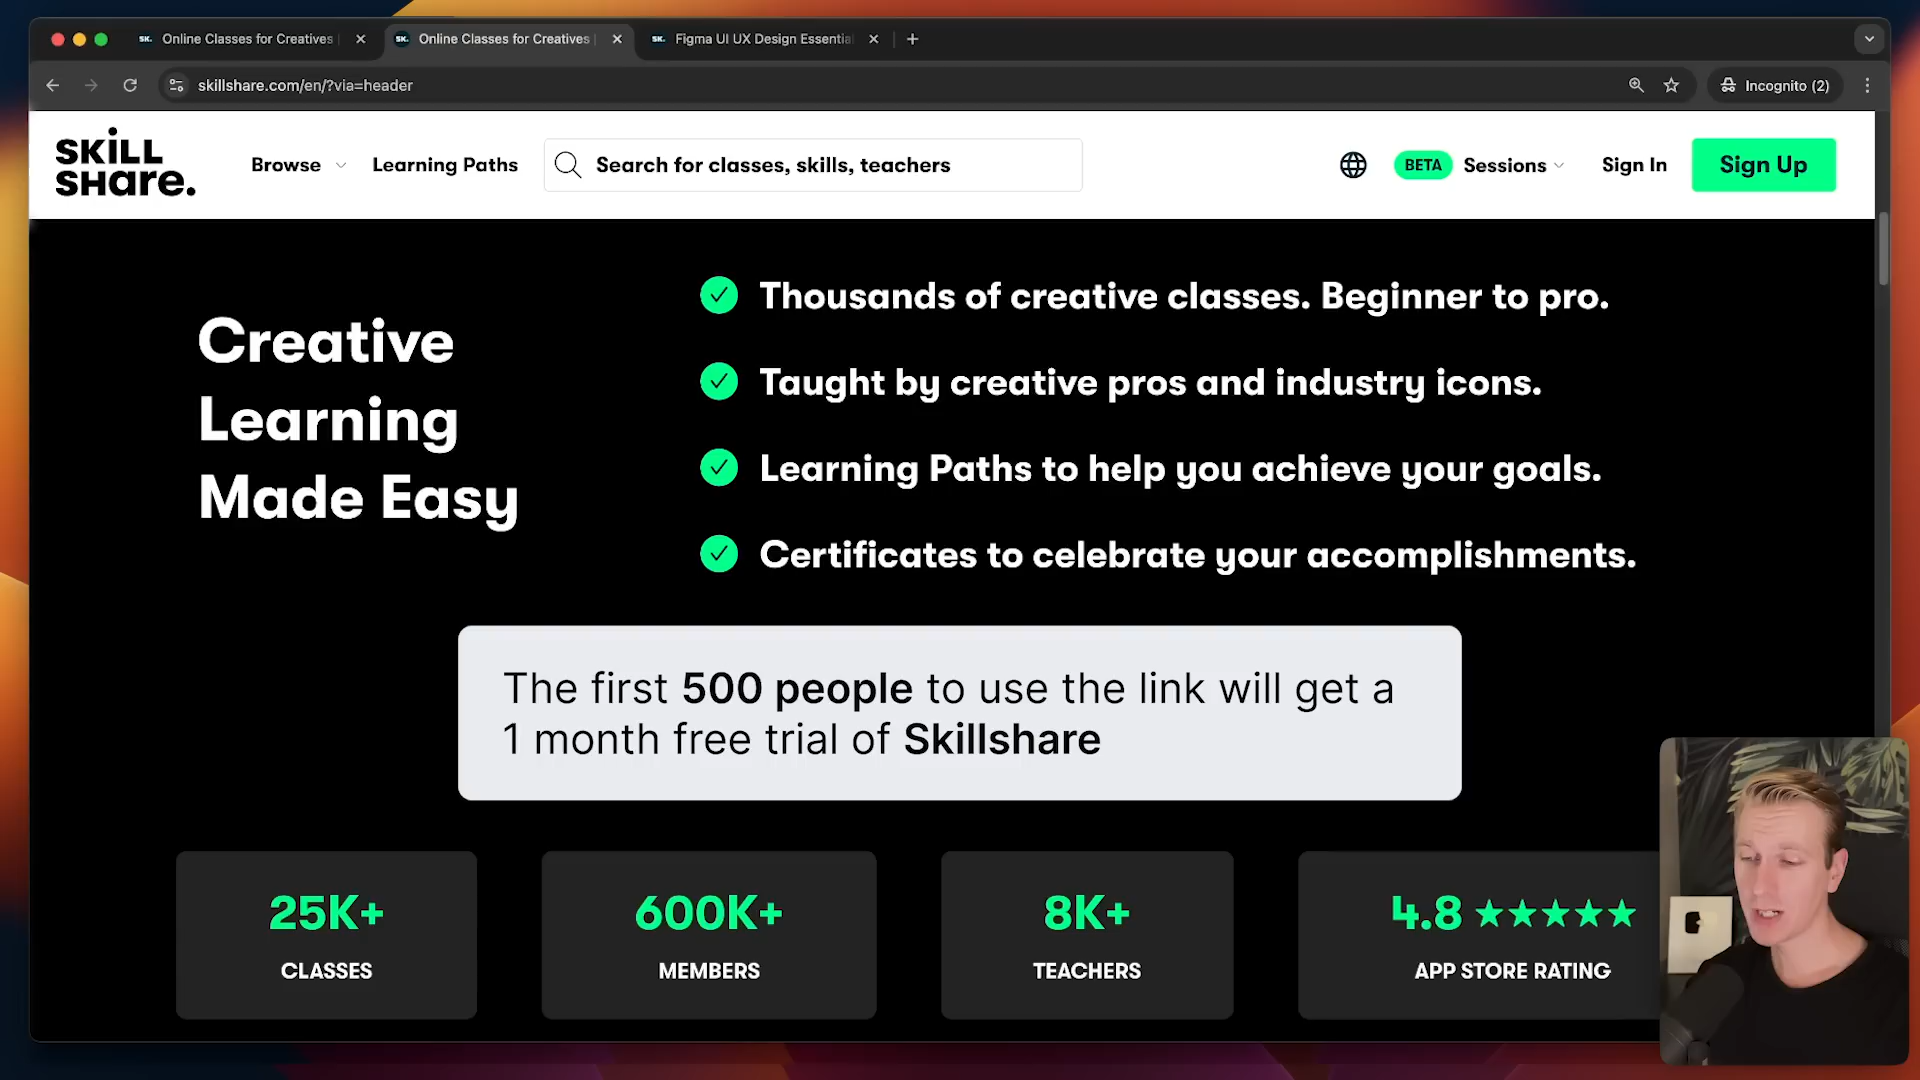 SK. Online Classes for Creatives |
SK. Online Classes for Creatives |
SK. Figma UI UX Design Essentia
skillshare.com/en/?via=header
Incognito (2)
SKILL
SHare.
Browse
Learning Paths
Search for classes, skills, teachers
BETA
Sessions
Sign In
Sign Up
Creative
Learning
Made Easy
Thousands of creative classes. Beginner to pro.
Taught by creative pros and industry icons.
Learning Paths to help you achieve your goals.
Certificates to celebrate your accomplishments.
The first 500 people to use the link will get a
1 month free trial of Skillshare
25K+
CLASSES
600K+
MEMBERS
8K+
TEACHERS
4.8 ★★★★★
APP STORE RATING